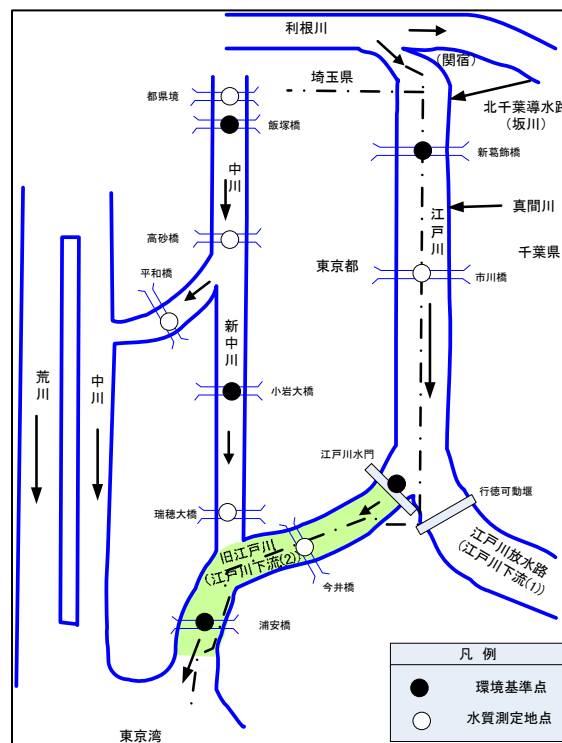 利根川
(関宿)
埼玉県
都県境
飯塚橋
北千葉導水路
(坂川)
新葛飾橋
中川
江戸川
真間川
高砂橋
東京都
千葉県
平和橋
市川橋
新中川
荒川
中川
小岩大橋
江戸川水門
行徳可動堰
瑞穂大橋
旧江戸川
(江戸川下流(2))
江戸川放水路
(江戸川下流(1))
今井橋
浦安橋
東京湾
凡 例
環境基準点
水質測定地点